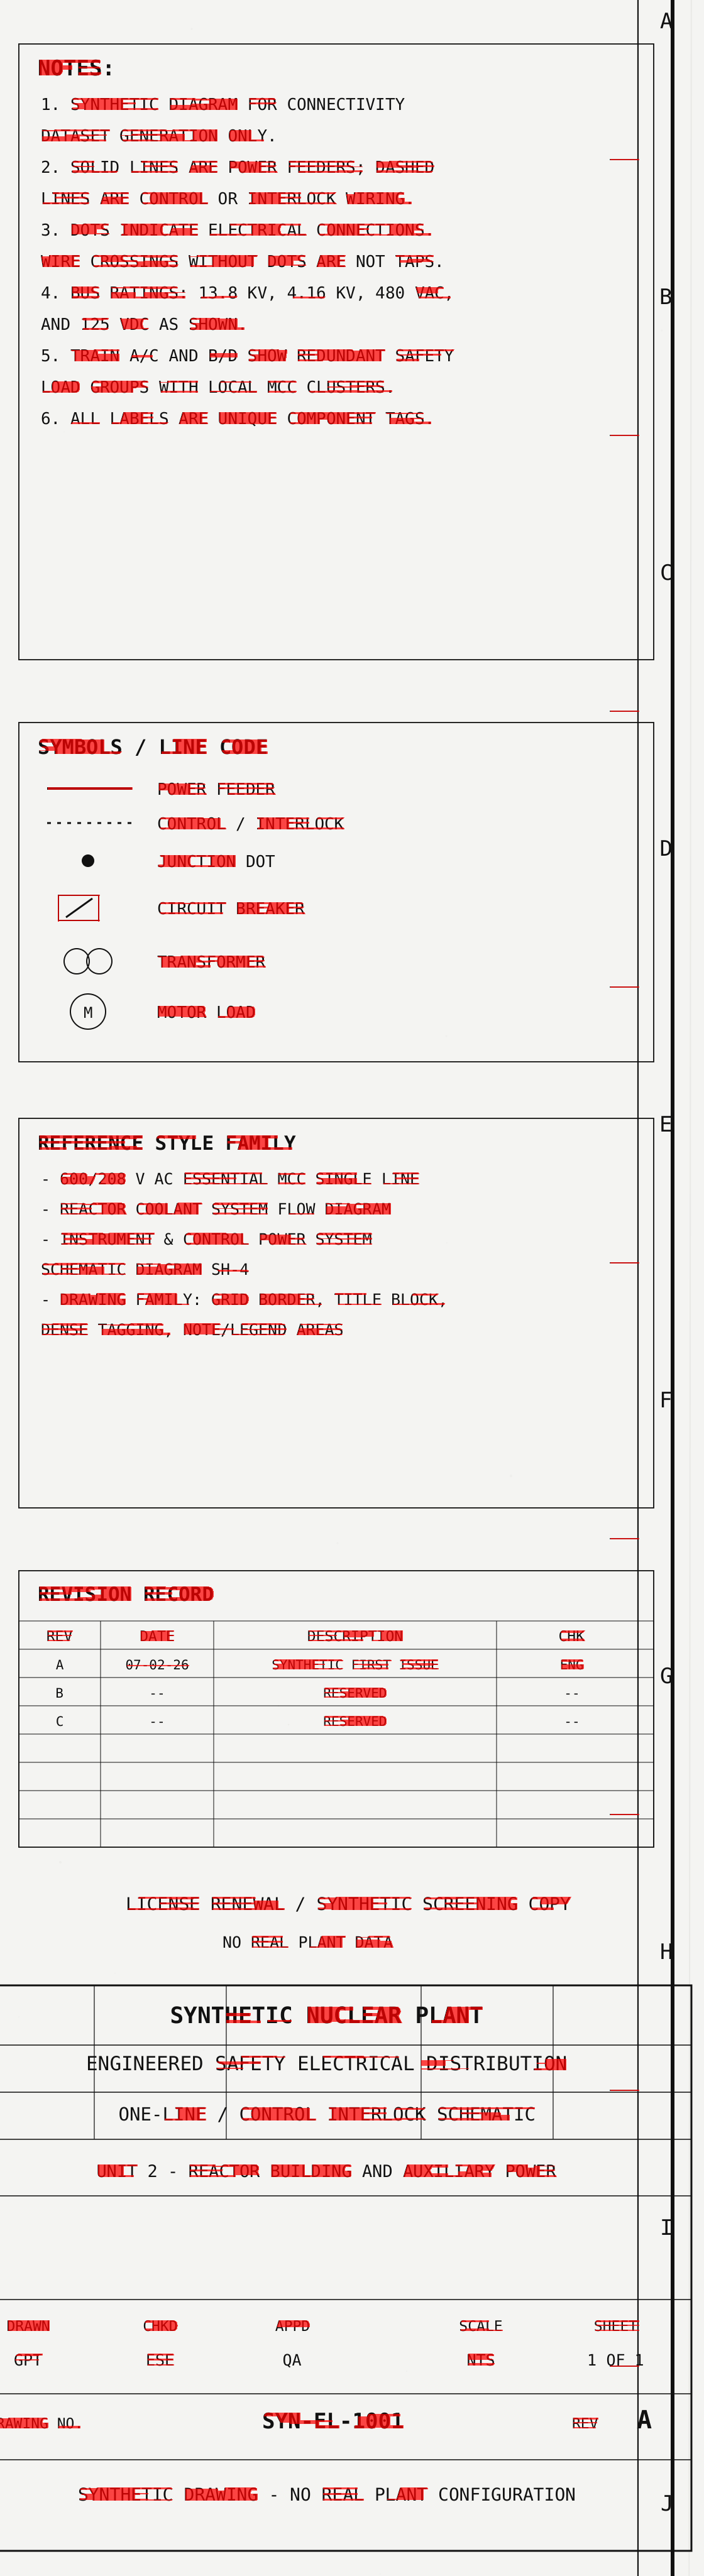 A
NOTES:
1. SYNTHETIC DIAGRAM FOR CONNECTIVITY
DATASET GENERATION ONLY.
2. SOLID LINES ARE POWER FEEDERS; DASHED
LINES ARE CONTROL OR INTERLOCK WIRING.
3. DOTS INDICATE ELECTRICAL CONNECTIONS.
WIRE CROSSINGS WITHOUT DOTS ARE NOT TAPS.
B
4. BUS RATINGS: 13.8 KV, 4.16 KV, 480 VAC,
AND 125 VDC AS SHOWN.
5. TRAIN A/C AND B/D SHOW REDUNDANT SAFETY
LOAD GROUPS WITH LOCAL MCC CLUSTERS.
6. ALL LABELS ARE UNIQUE COMPONENT TAGS.
C
SYMBOLS / LINE CODE
POWER FEEDER
CONTROL / INTERLOCK
D
JUNCTION DOT
CIRCUIT BREAKER
TRANSFORMER
M MOTOR LOAD
E
REFERENCE STYLE FAMILY
- 600/208 V AC ESSENTIAL MCC SINGLE LINE
- REACTOR COOLANT SYSTEM FLOW DIAGRAM
- INSTRUMENT & CONTROL POWER SYSTEM
SCHEMATIC DIAGRAM SH-4
- DRAWING FAMILY: GRID BORDER, TITLE BLOCK,
DENSE TAGGING, NOTE/LEGEND AREAS
F
REVISION RECORD
REV DATE DESCRIPTION CHK
A 07-02-26 SYNTHETIC FIRST ISSUE ENG
G
B -- RESERVED --
C -- RESERVED --
LICENSE RENEWAL / SYNTHETIC SCREENING COPY
NO REAL PLANT DATA
H
SYNTHETIC NUCLEAR PLANT
ENGINEERED SAFETY ELECTRICAL DISTRIBUTION
ONE-LINE / CONTROL INTERLOCK SCHEMATIC
UNIT 2 - REACTOR BUILDING AND AUXILIARY POWER
I
DRAWN CHKD APPD SCALE SHEET
GPT ESE QA NTS 1 OF 1
RAWING NO. SYN-EL-1001 REV A
SYNTHETIC DRAWING - NO REAL PLANT CONFIGURATION
J